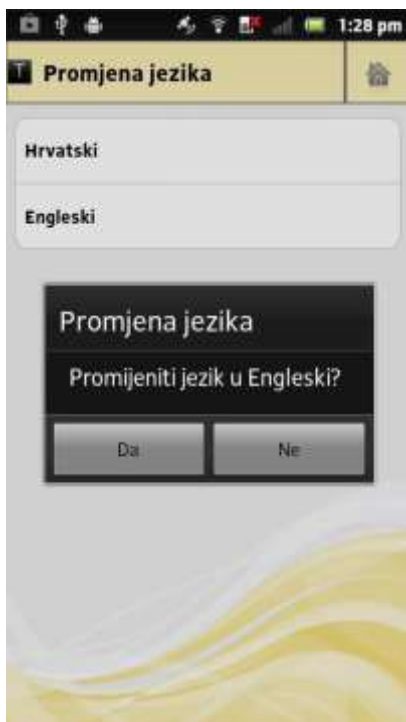 1:28 pm
T Promjena jezika
Hrvatski
Engleski
Promjena jezika
Promijeniti jezik u Engleski?
Da Ne